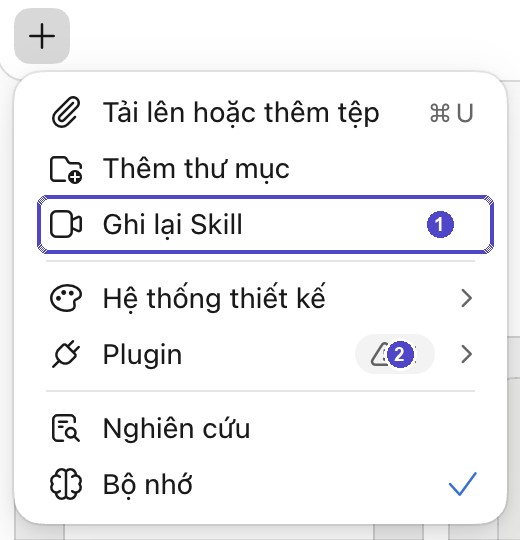 Tải lên hoặc thêm tệp ⌘ U
Thêm thư mục
Ghi lại Skill 1
Hệ thống thiết kế
Plugin 2
Nghiên cứu
Bộ nhớ